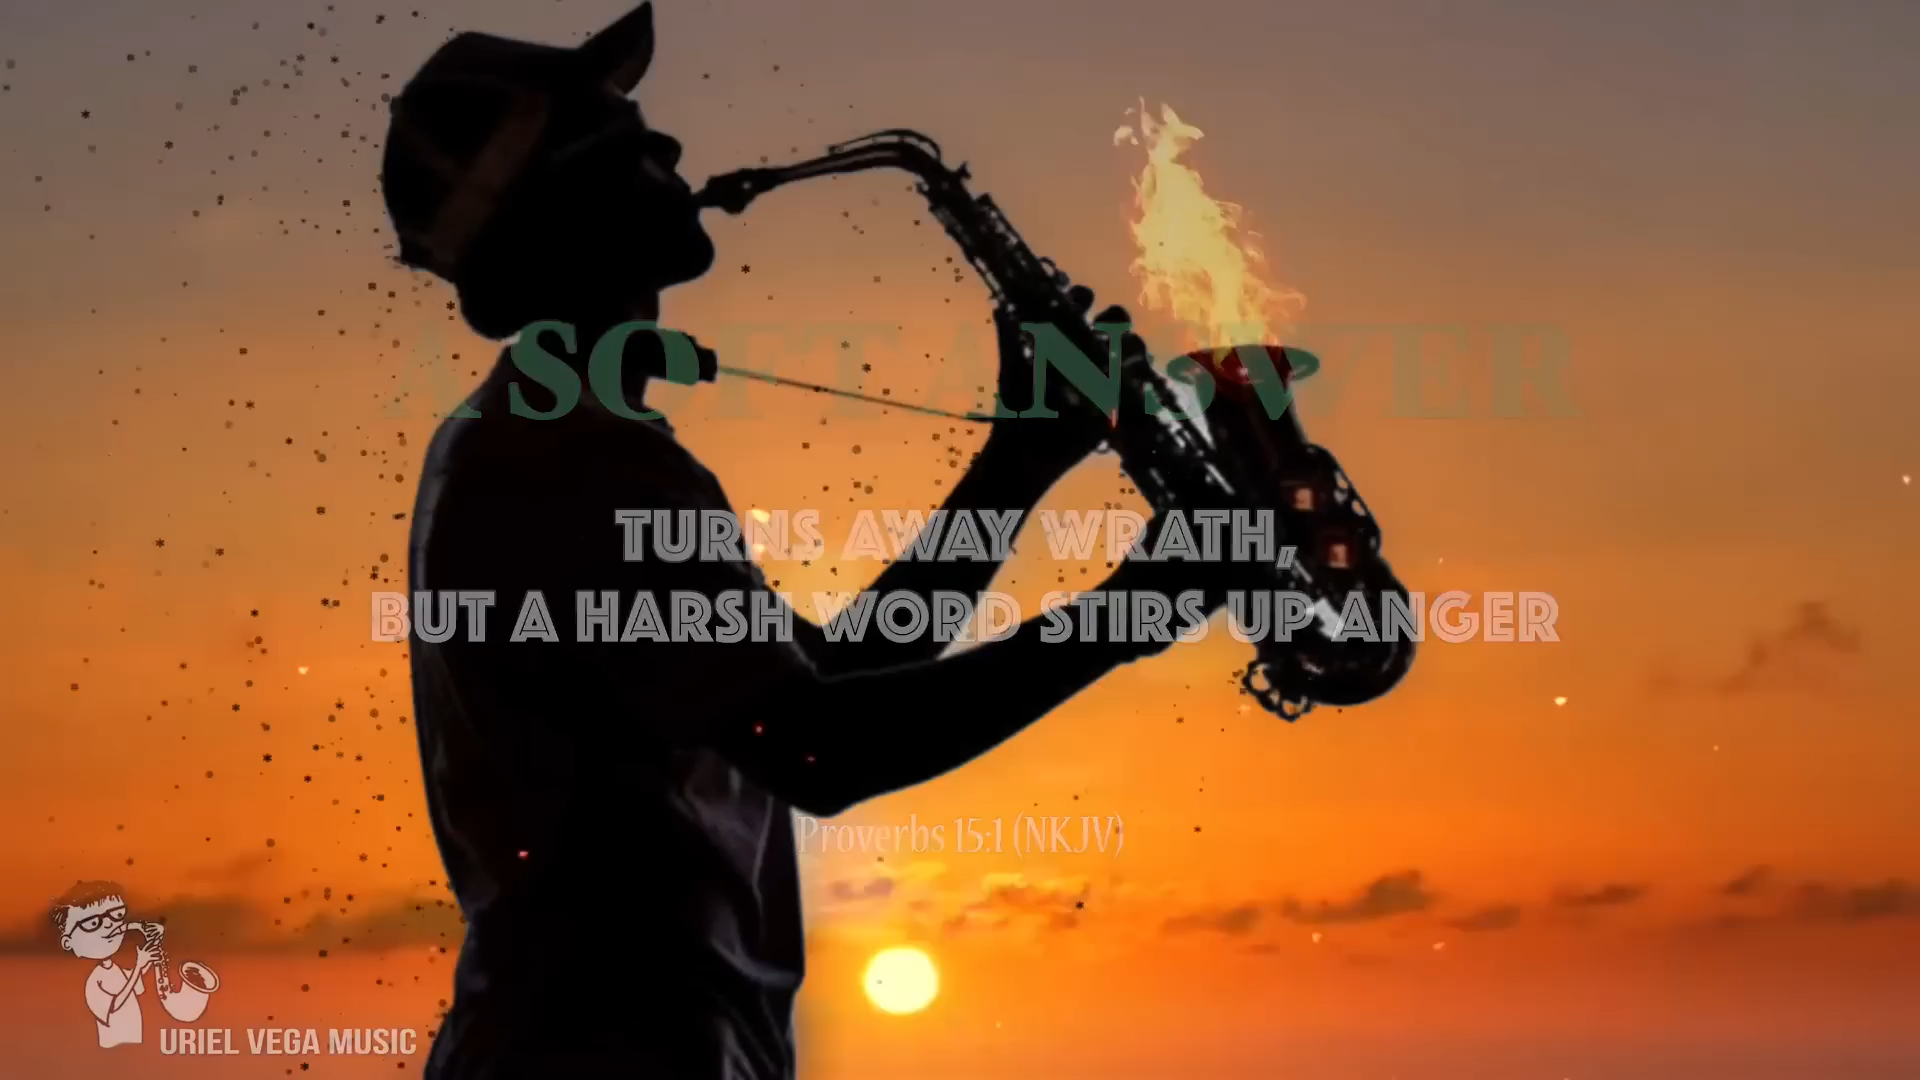 A SOFT ANSWER
TURNS AWAY WRATH,
BUT A HARSH WORD STIRS UP ANGER
Proverbs 15:1 (NKJV)
URIEL VEGA MUSIC